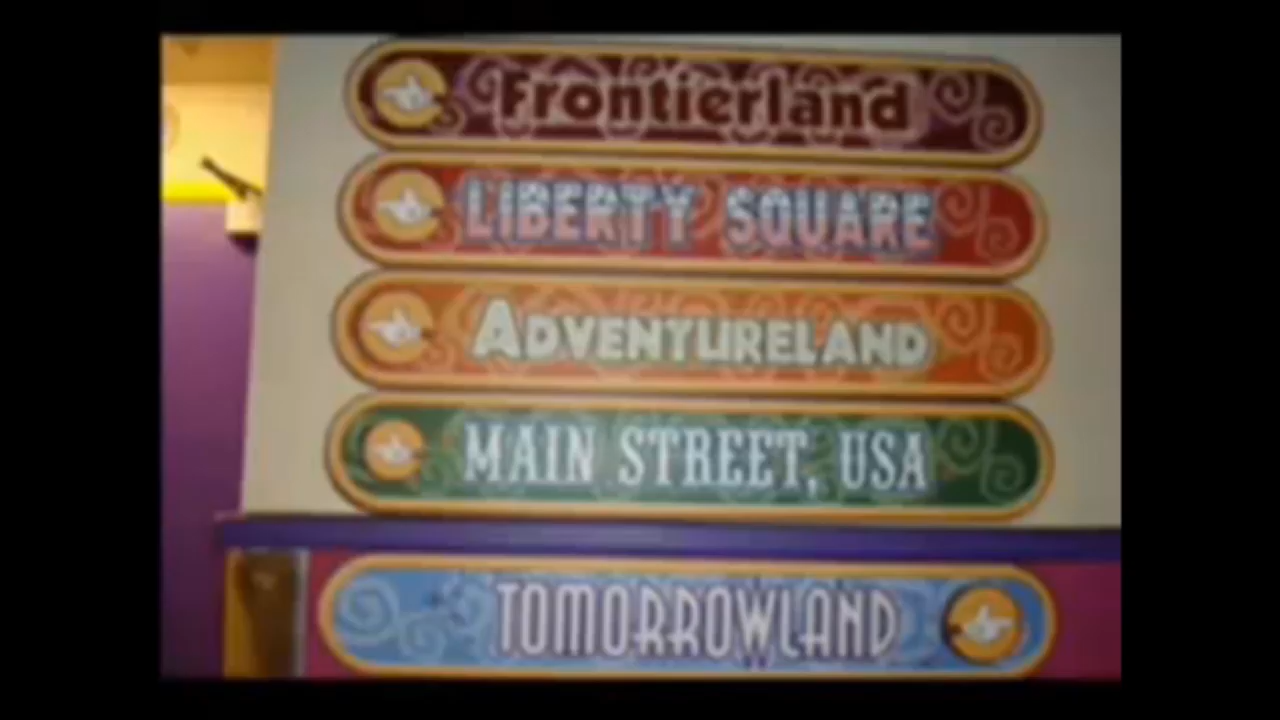 Frontierland
LIBERTY SQUARE
ADVENTURELAND
MAIN STREET, USA
TOMORROWLAND